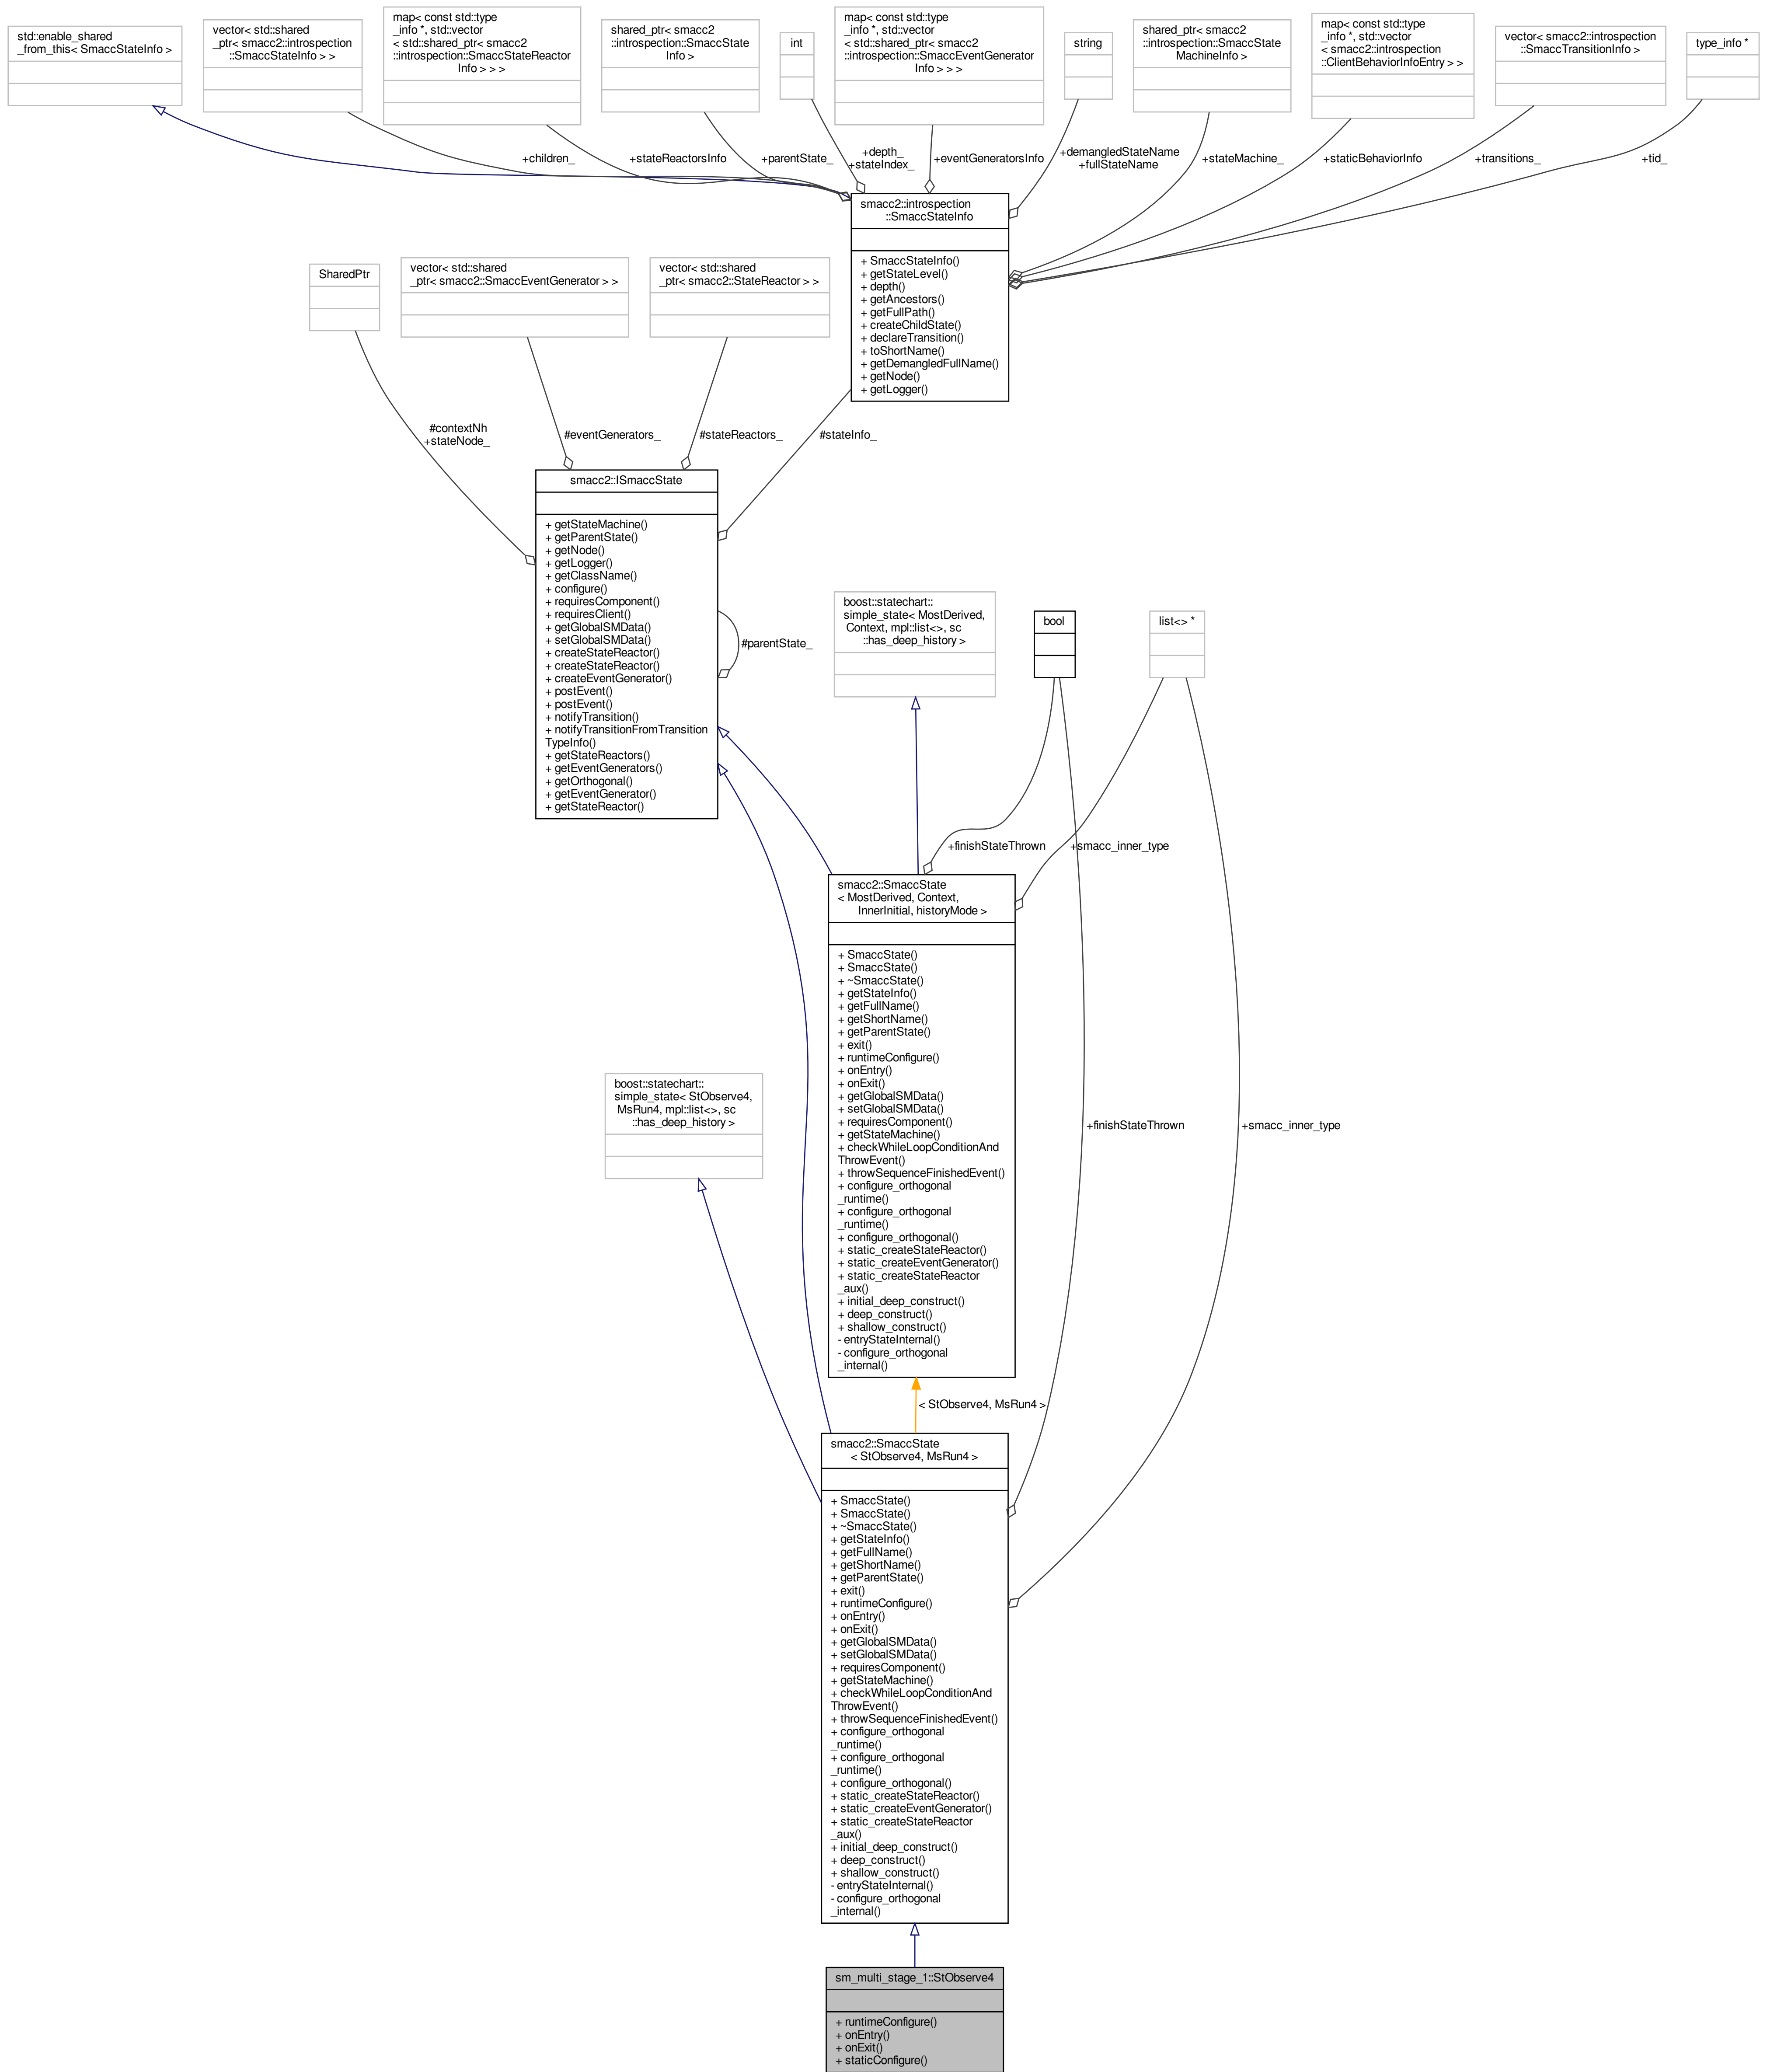 std::enable_shared
_from_this< SmaccStateInfo >
vector< std::shared
_ptr< smacc2::introspection
::SmaccStateInfo > >
map< const std::type
_info *, std::vector
< std::shared_ptr< smacc2
::introspection::SmaccStateReactor
Info > > >
shared_ptr< smacc2
::introspection::SmaccState
Info >
int
map< const std::type
_info *, std::vector
< std::shared_ptr< smacc2
::introspection::SmaccEventGenerator
Info > > >
string
shared_ptr< smacc2
::introspection::SmaccState
MachineInfo >
map< const std::type
_info *, std::vector
< smacc2::introspection
::ClientBehaviorInfoEntry > >
vector< smacc2::introspection
::SmaccTransitionInfo >
type_info *
+children_
+stateReactorsInfo
+parentState_
+depth_
+stateIndex_
+eventGeneratorsInfo
+demangledStateName
+fullStateName
+stateMachine_
+staticBehaviorInfo
+transitions_
+tid_
smacc2::introspection
::SmaccStateInfo
+ SmaccStateInfo()
+ getStateLevel()
+ depth()
+ getAncestors()
+ getFullPath()
+ createChildState()
+ declareTransition()
+ toShortName()
+ getDemangledFullName()
+ getNode()
+ getLogger()
SharedPtr
vector< std::shared
_ptr< smacc2::SmaccEventGenerator > >
vector< std::shared
_ptr< smacc2::StateReactor > >
#contextNh
+stateNode_
#eventGenerators_
#stateReactors_
#stateInfo_
smacc2::ISmaccState
+ getStateMachine()
+ getParentState()
+ getNode()
+ getLogger()
+ getClassName()
+ configure()
+ requiresComponent()
+ requiresClient()
+ getGlobalSMData()
+ setGlobalSMData()
+ createStateReactor()
+ createStateReactor()
+ createEventGenerator()
+ postEvent()
+ postEvent()
+ notifyTransition()
+ notifyTransitionFromTransition
TypeInfo()
+ getStateReactors()
+ getEventGenerators()
+ getOrthogonal()
+ getEventGenerator()
+ getStateReactor()
#parentState_
boost::statechart::
simple_state< MostDerived,
Context, mpl::list<>, sc
::has_deep_history >
bool
list<> *
+finishStateThrown
+smacc_inner_type
smacc2::SmaccState
< MostDerived, Context,
InnerInitial, historyMode >
+ SmaccState()
+ SmaccState()
+ ~SmaccState()
+ getStateInfo()
+ getFullName()
+ getShortName()
+ getParentState()
+ exit()
+ runtimeConfigure()
+ onEntry()
+ onExit()
+ getGlobalSMData()
+ setGlobalSMData()
+ requiresComponent()
+ getStateMachine()
+ checkWhileLoopConditionAnd
ThrowEvent()
+ throwSequenceFinishedEvent()
+ configure_orthogonal
_runtime()
+ configure_orthogonal
_runtime()
+ configure_orthogonal()
+ static_createStateReactor()
+ static_createEventGenerator()
+ static_createStateReactor
_aux()
+ initial_deep_construct()
+ deep_construct()
+ shallow_construct()
- entryStateInternal()
- configure_orthogonal
_internal()
boost::statechart::
simple_state< StObserve4,
MsRun4, mpl::list<>, sc
::has_deep_history >
+finishStateThrown
+smacc_inner_type
< StObserve4, MsRun4 >
smacc2::SmaccState
< StObserve4, MsRun4 >
+ SmaccState()
+ SmaccState()
+ ~SmaccState()
+ getStateInfo()
+ getFullName()
+ getShortName()
+ getParentState()
+ exit()
+ runtimeConfigure()
+ onEntry()
+ onExit()
+ getGlobalSMData()
+ setGlobalSMData()
+ requiresComponent()
+ getStateMachine()
+ checkWhileLoopConditionAnd
ThrowEvent()
+ throwSequenceFinishedEvent()
+ configure_orthogonal
_runtime()
+ configure_orthogonal
_runtime()
+ configure_orthogonal()
+ static_createStateReactor()
+ static_createEventGenerator()
+ static_createStateReactor
_aux()
+ initial_deep_construct()
+ deep_construct()
+ shallow_construct()
- entryStateInternal()
- configure_orthogonal
_internal()
sm_multi_stage_1::StObserve4
+ runtimeConfigure()
+ onEntry()
+ onExit()
+ staticConfigure()